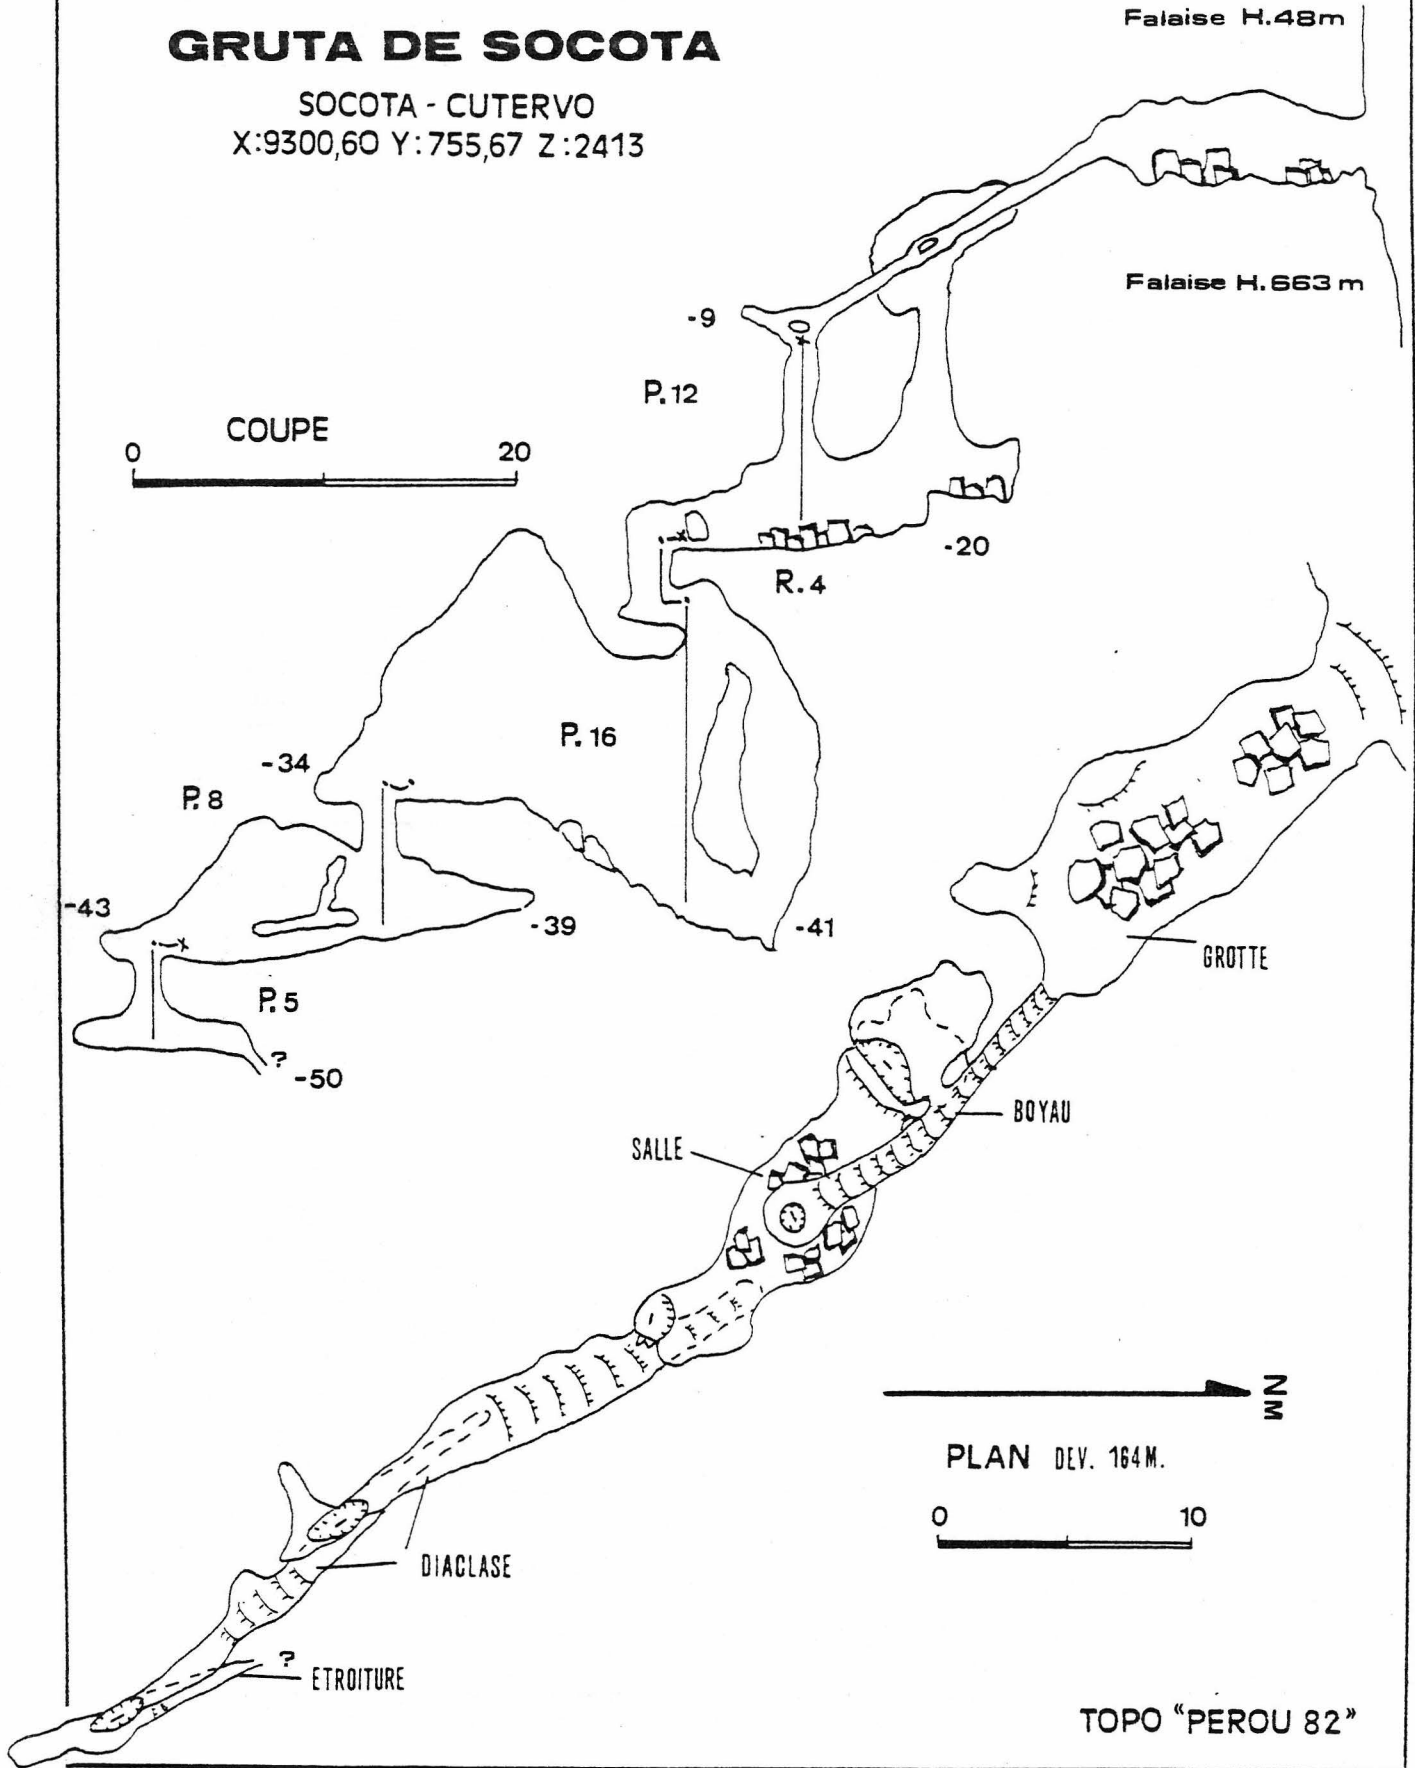 Falaise H.48m
GRUTA DE SOCOTA
SOCOTA - CUTERVO
X:9300,60 Y:755,67 Z:2413
Falaise H.663m
-9
P.12
COUPE
0 20
-20
R.4
P.16
-34
P.8
-43
-39
-41
GROTTE
P.5
?
-50
BOYAU
SALLE
NM
PLAN DEV. 164M.
0 10
DIACLASE
?
ETROITURE
TOPO "PEROU 82"